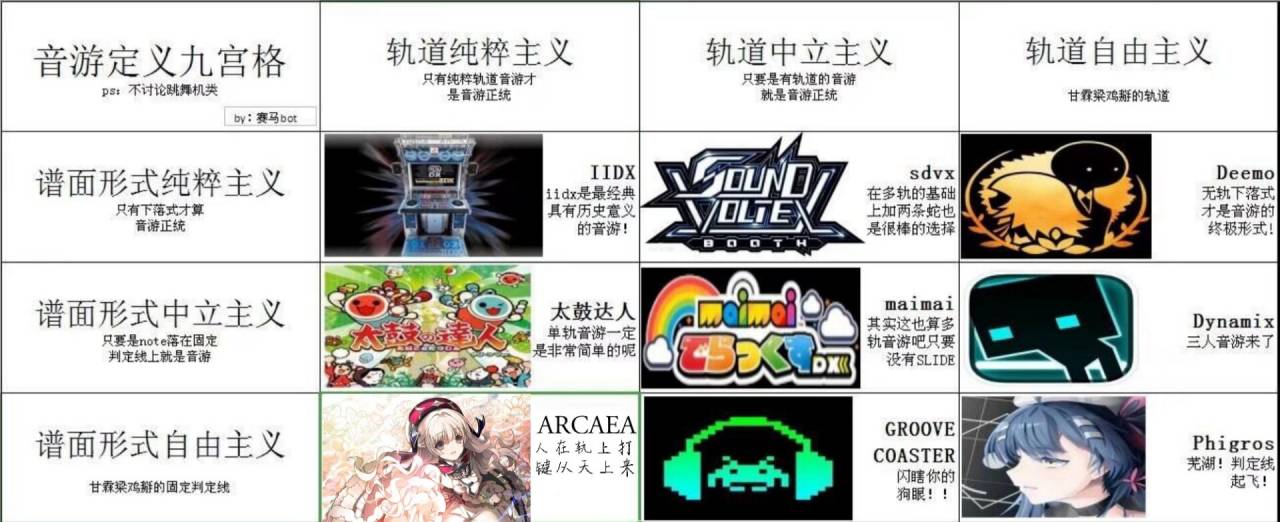 音游定义九宫格
ps：不讨论跳舞机类
by：赛马bot
轨道纯粹主义
只有纯粹轨道音游才
是音游正统
轨道中立主义
只要是有轨道的音游
就是音游正统
轨道自由主义
甘霖梁鸡掰的轨道
谱面形式纯粹主义
只有下落式才算
音游正统
IIDX
iidx是最经典
具有历史意义
的音游！
SOUND
VOLTEX
BOOTH
sdvx
在多轨的基础
上加两条蛇也
是很棒的选择
Deemo
无轨下落式
才是音游的
终极形式！
谱面形式中立主义
只要是note落在固定
判定线上就是音游
太鼓の達人
太鼓达人
单轨音游一定
是非常简单的呢
maimai
でらっくす
DX
maimai
其实这也算多
轨音游吧只要
没有SLIDE
Dynamix
三人音游来了
谱面形式自由主义
甘霖梁鸡掰的固定判定线
ARCAEA
人在轨上打
键从天上来
GROOVE
COASTER
闪瞎你的
狗眼！！
Phigros
芜湖！判定线
起飞！